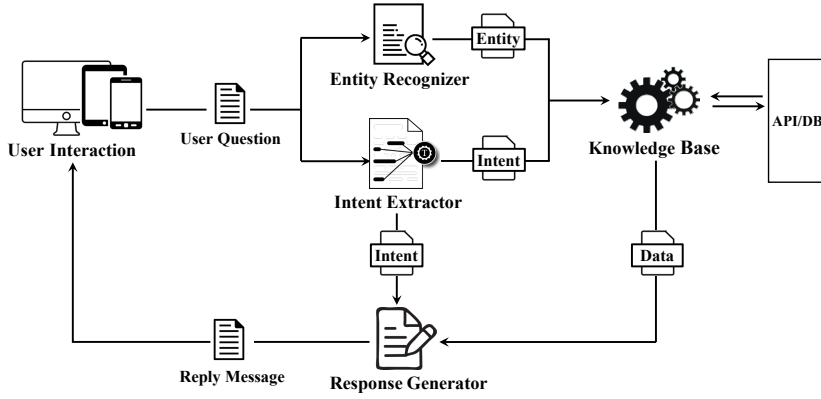 Entity
Entity Recognizer
User Interaction
User Question
API/DB
Knowledge Base
Intent
Intent Extractor
Intent
Data
Reply Message
Response Generator